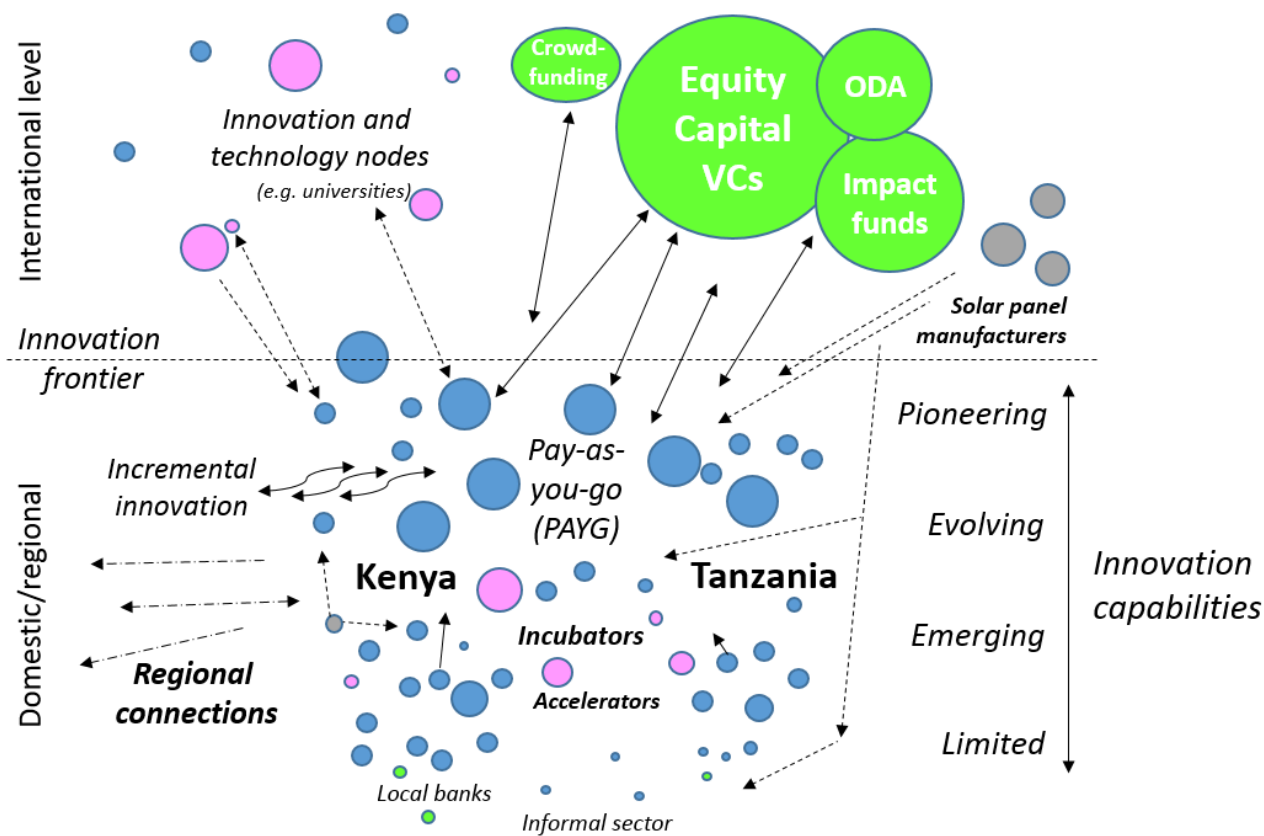 International level
Crowd-
funding
Equity
Capital
VCs
ODA
Impact
funds
Innovation and
technology nodes
(e.g. universities)
Solar panel
manufacturers
Innovation
frontier
Domestic/regional
Incremental
innovation
Pay-as-
you-go
(PAYG)
Kenya
Tanzania
Incubators
Accelerators
Regional
connections
Local banks
Informal sector
Pioneering
Evolving
Emerging
Limited
Innovation
capabilities